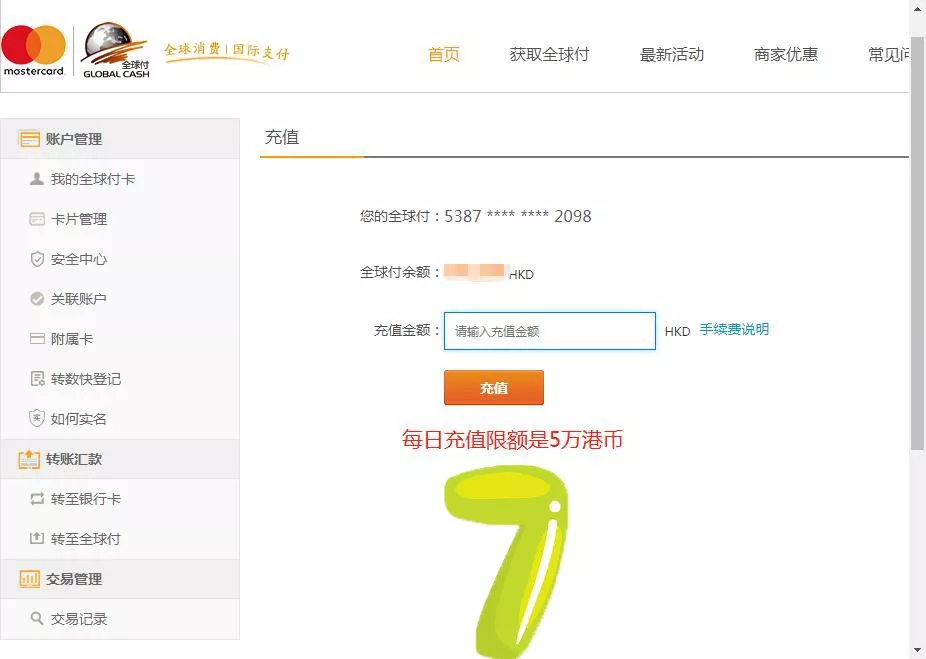 mastercard.
全球付
GLOBAL CASH
全球消费 | 国际支付
首页 获取全球付 最新活动 商家优惠 常见问
账户管理
我的全球付卡
卡片管理
安全中心
关联账户
附属卡
转数快登记
实 如何实名
转账汇款
转至银行卡
转至全球付
交易管理
交易记录
充值
您的全球付：5387 **** **** 2098
全球付余额： HKD
充值金额： 请输入充值金额 HKD 手续费说明
充值
每日充值限额是5万港币
7